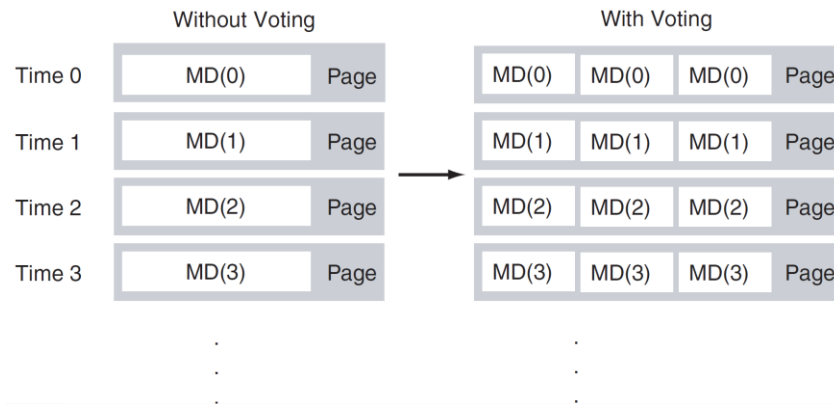 Without Voting With Voting
Time 0 MD(0) Page MD(0) MD(0) MD(0) Page
Time 1 MD(1) Page MD(1) MD(1) MD(1) Page
Time 2 MD(2) Page MD(2) MD(2) MD(2) Page
Time 3 MD(3) Page MD(3) MD(3) MD(3) Page